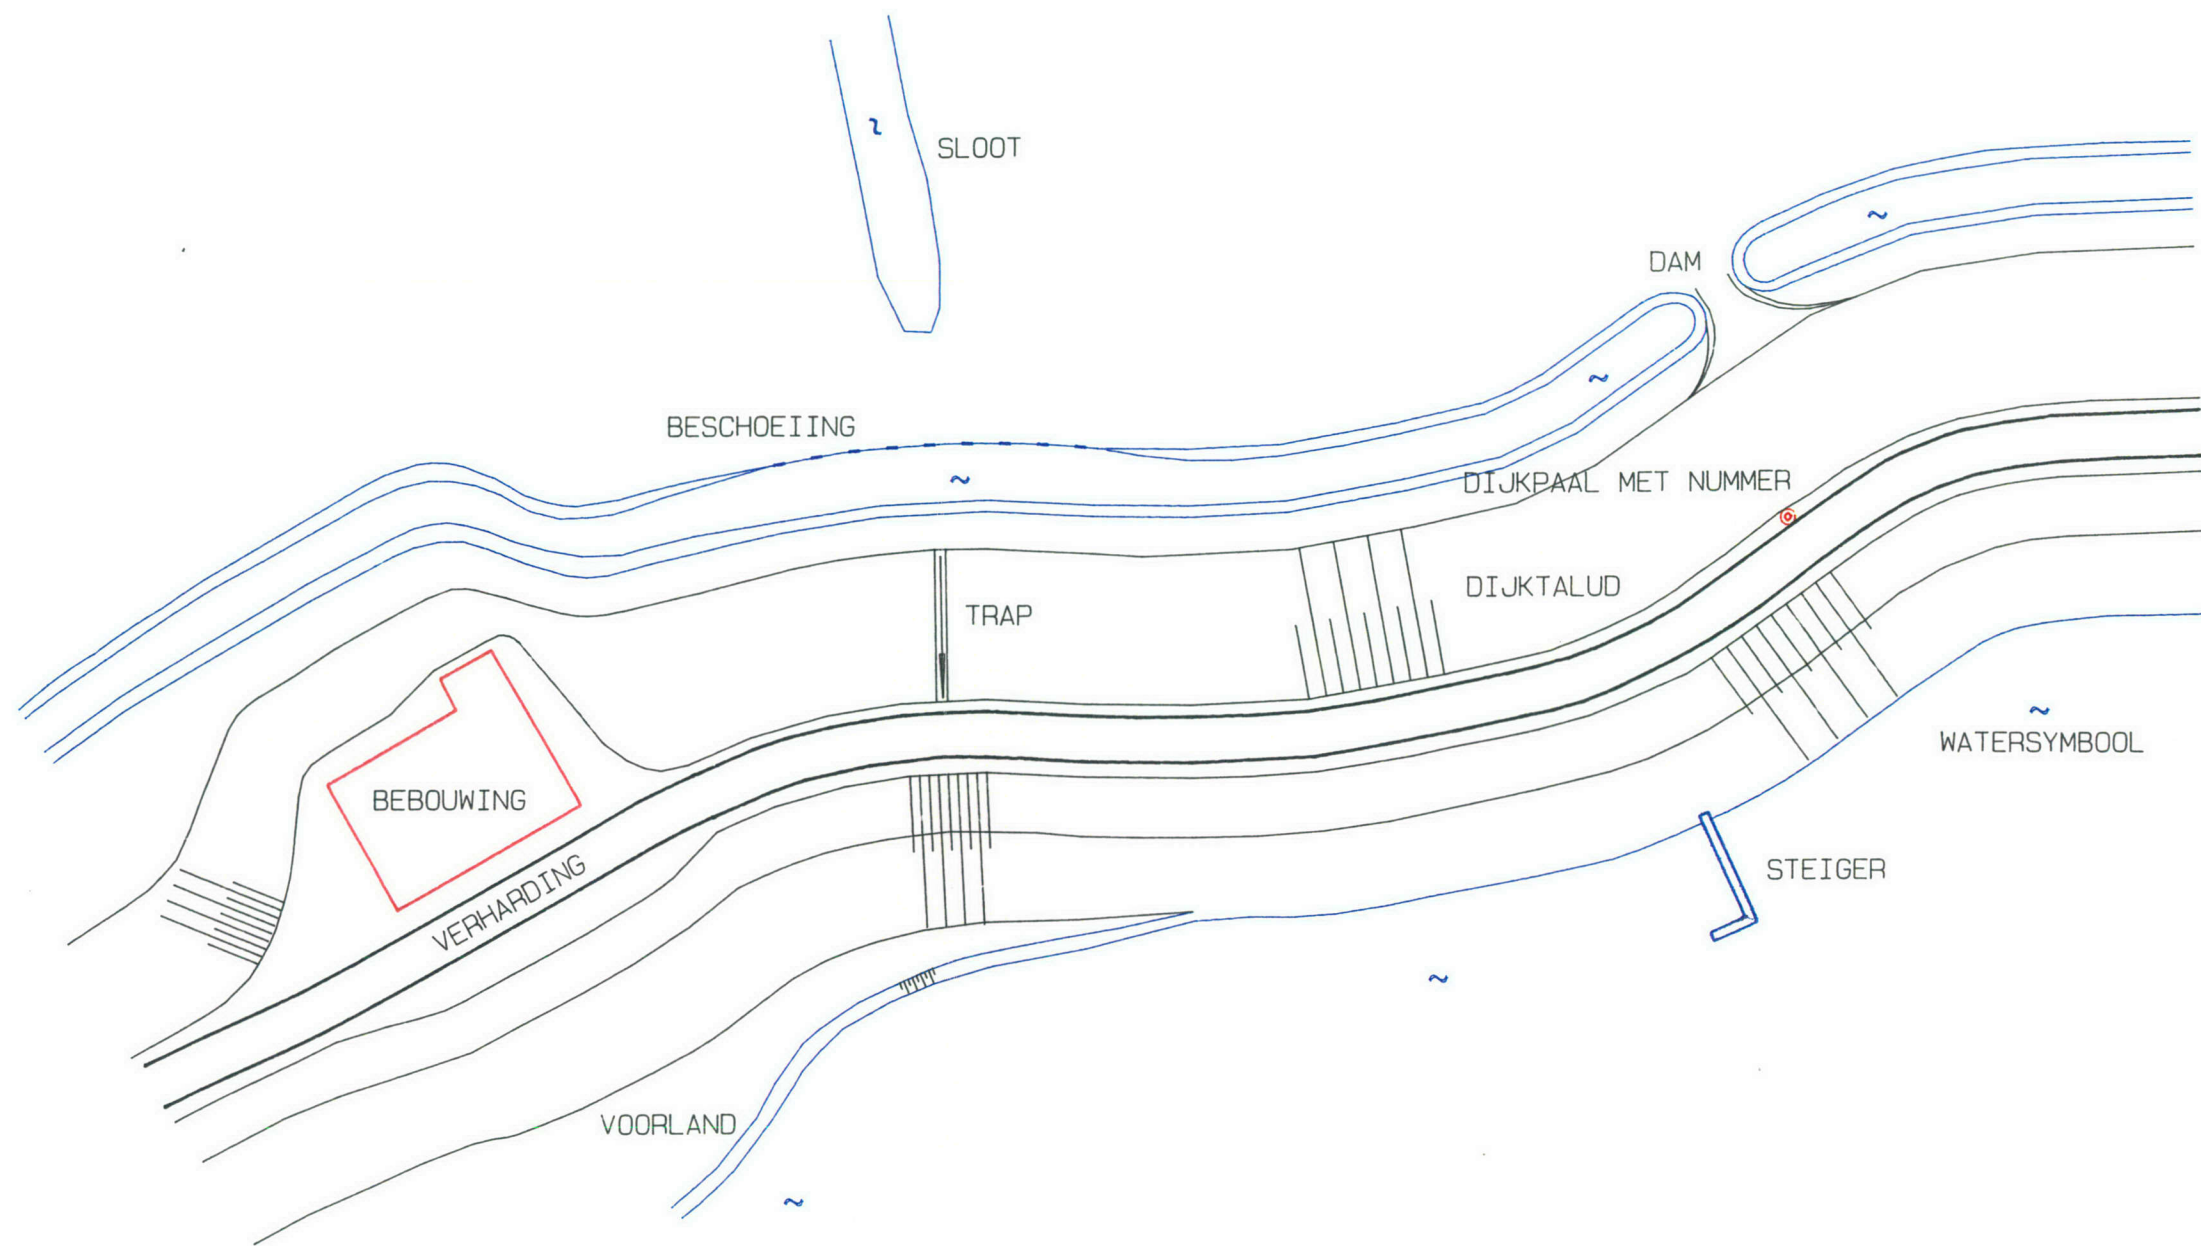 SLOOT
DAM
BESCHOEIING
DIJKPAAL MET NUMMER
DIJKTALUD
TRAP
WATERSYMBOOL
BEBOUWING
STEIGER
VERHARDING
VOORLAND